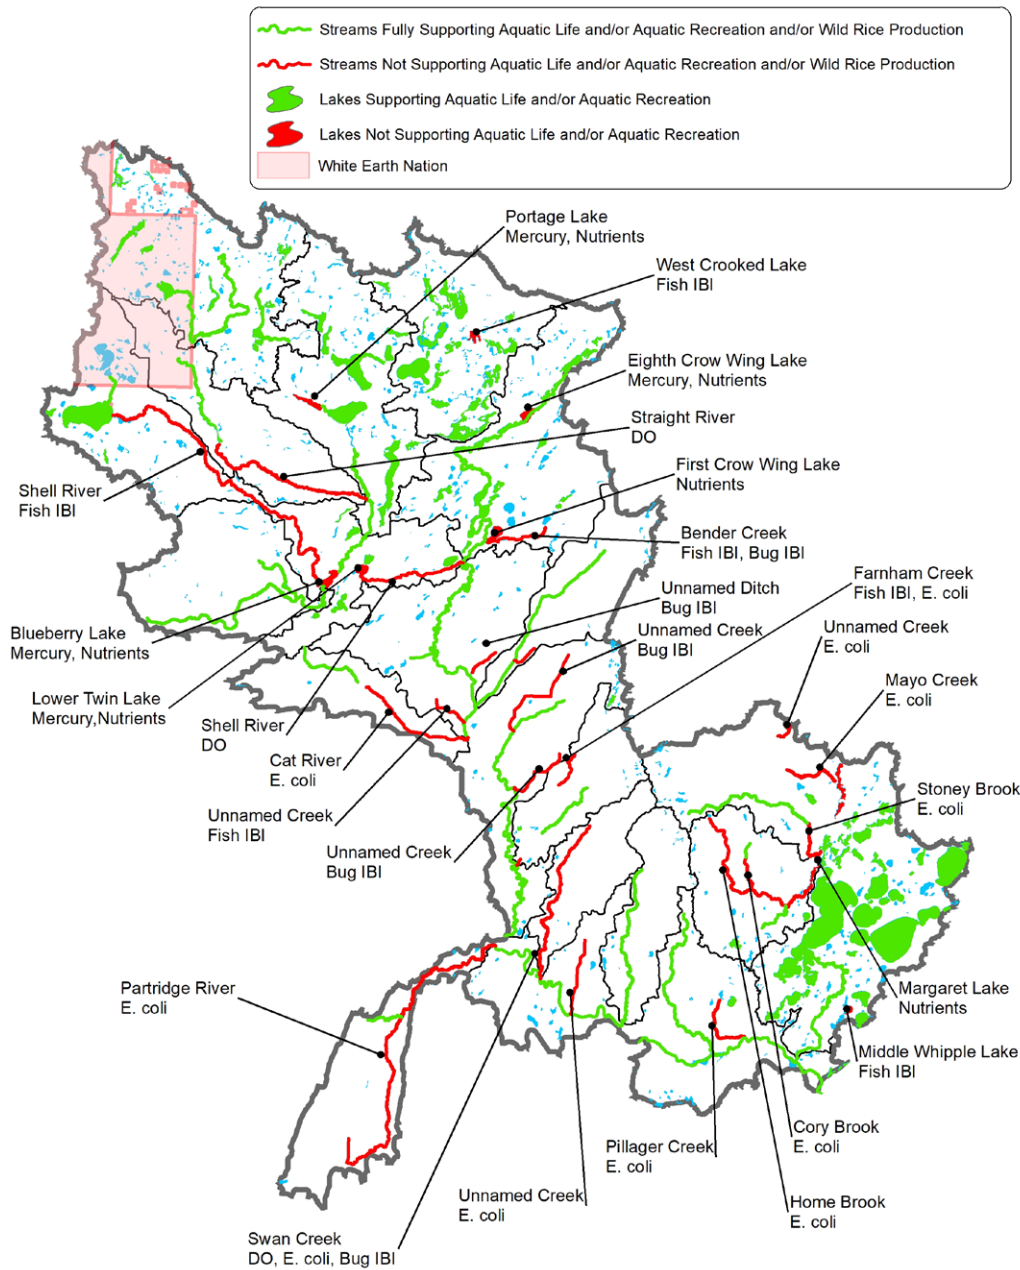 Streams Fully Supporting Aquatic Life and/or Aquatic Recreation and/or Wild Rice Production
Streams Not Supporting Aquatic Life and/or Aquatic Recreation and/or Wild Rice Production
Lakes Supporting Aquatic Life and/or Aquatic Recreation
Lakes Not Supporting Aquatic Life and/or Aquatic Recreation
White Earth Nation
Portage Lake
Mercury, Nutrients
West Crooked Lake
Fish IBI
Eighth Crow Wing Lake
Mercury, Nutrients
Straight River
DO
First Crow Wing Lake
Nutrients
Shell River
Fish IBI
Bender Creek
Fish IBI, Bug IBI
Farnham Creek
Fish IBI, E. coli
Unnamed Ditch
Bug IBI
Unnamed Creek
Bug IBI
Unnamed Creek
E. coli
Blueberry Lake
Mercury, Nutrients
Mayo Creek
E. coli
Lower Twin Lake
Mercury,Nutrients
Shell River
DO
Cat River
E. coli
Stoney Brook
E. coli
Unnamed Creek
Fish IBI
Unnamed Creek
Bug IBI
Partridge River
E. coli
Margaret Lake
Nutrients
Middle Whipple Lake
Fish IBI
Cory Brook
E. coli
Pillager Creek
E. coli
Unnamed Creek
E. coli
Home Brook
E. coli
Swan Creek
DO, E. coli, Bug IBI